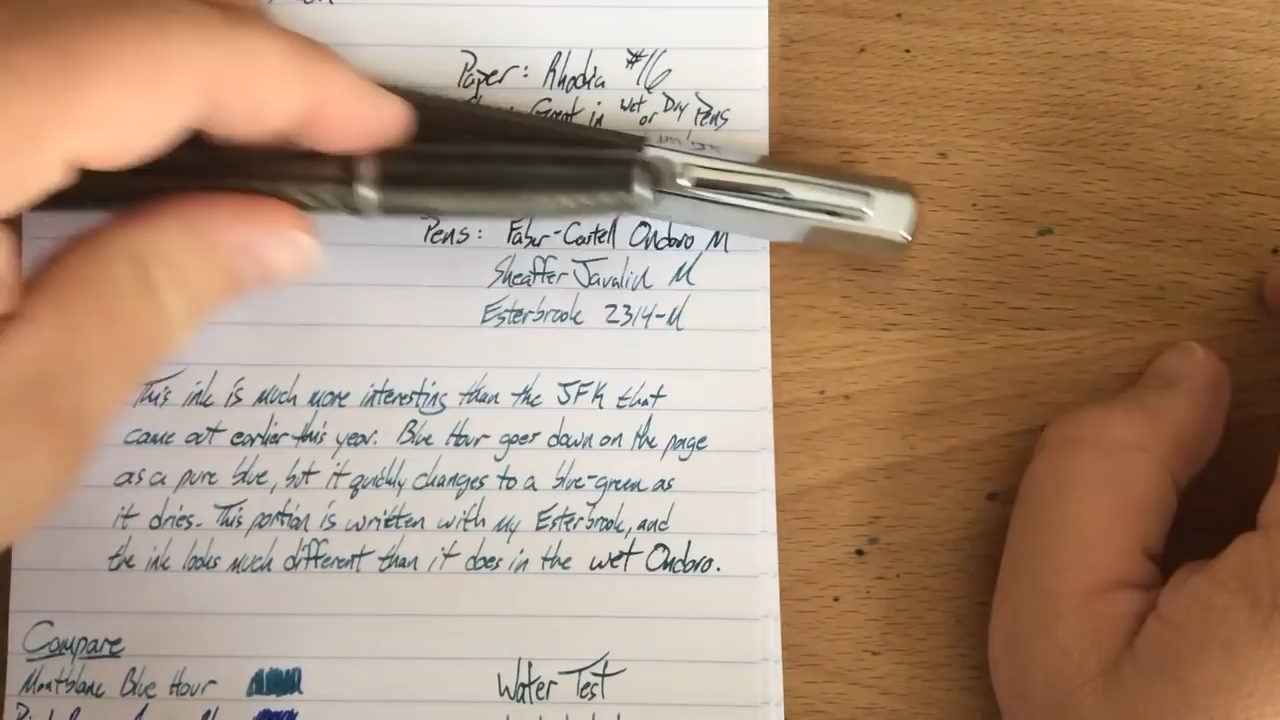 Paper: Rhodia #16
Great in Wet or Dry Pens
Pens: Faber-Castell Ondoro M
Sheaffer Javalin M
Esterbrook 2314-M
This ink is much more interesting than the JFK that
came out earlier this year. Blue Hour goes down on the page
as a pure blue, but it quickly changes to a blue-green as
it dries. This portion is written with my Esterbrook, and
the ink looks much different than it does in the wet Ondoro.
Compare
Montblanc Blue Hour
Water Test